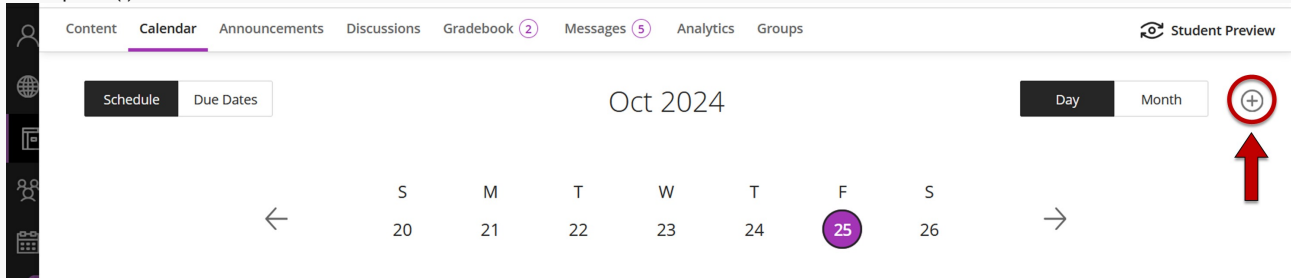 Content Calendar Announcements Discussions Gradebook 2 Messages 5 Analytics Groups Student Preview
Schedule Due Dates Oct 2024 Day Month
S M T W T F S
20 21 22 23 24 25 26